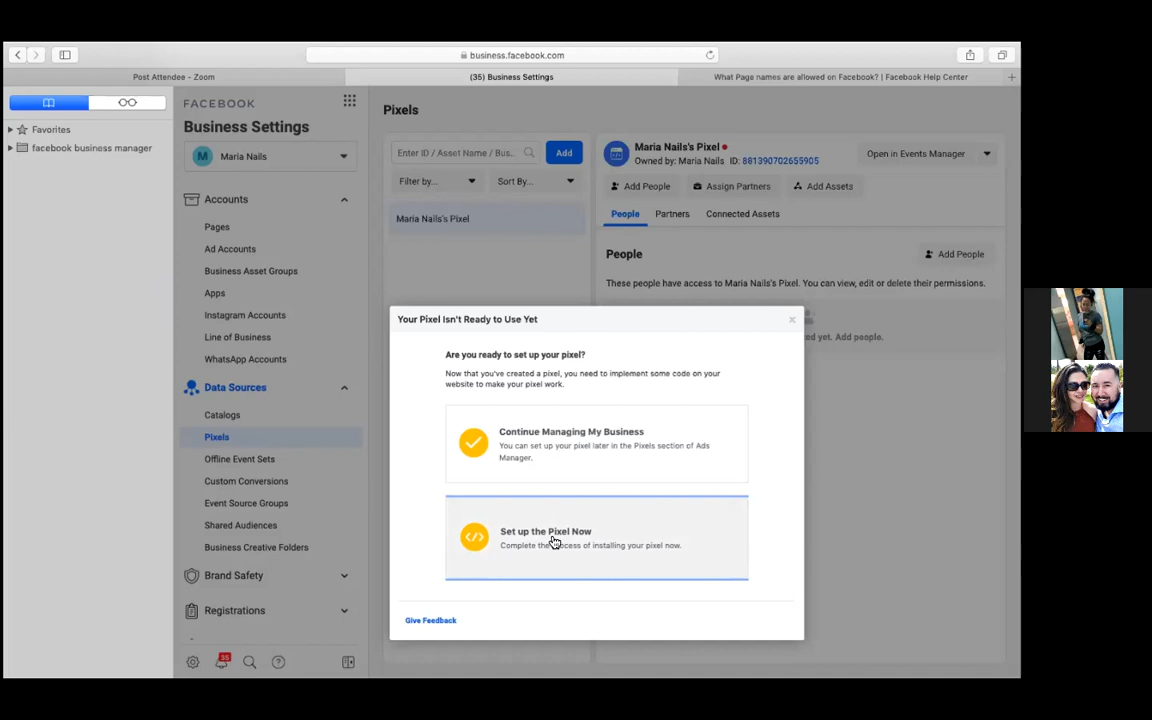 business.facebook.com
Post Attendee - Zoom
(35) Business Settings
What Page names are allowed on Facebook? | Facebook Help Center
Favorites
facebook business manager
FACEBOOK
Business Settings
M Maria Nails
Accounts
Pages
Ad Accounts
Business Asset Groups
Apps
Instagram Accounts
Line of Business
WhatsApp Accounts
Data Sources
Catalogs
Pixels
Offline Event Sets
Custom Conversions
Event Source Groups
Shared Audiences
Business Creative Folders
Brand Safety
Registrations
35
Pixels
Enter ID / Asset Name / Bus...
Add
Filter by...
Sort By...
Maria Nails's Pixel
Maria Nails's Pixel
Owned by: Maria Nails ID: 881390702655905
Open in Events Manager
Add People
Assign Partners
Add Assets
People
Partners
Connected Assets
People
Add People
These people have access to Maria Nails's Pixel. You can view, edit or delete their permissions.
yet. Add people.
Your Pixel Isn't Ready to Use Yet
Are you ready to set up your pixel?
Now that you've created a pixel, you need to implement some code on your
website to make your pixel work.
Continue Managing My Business
You can set up your pixel later in the Pixels section of Ads
Manager.
Set up the Pixel Now
Complete the process of installing your pixel now.
Give Feedback